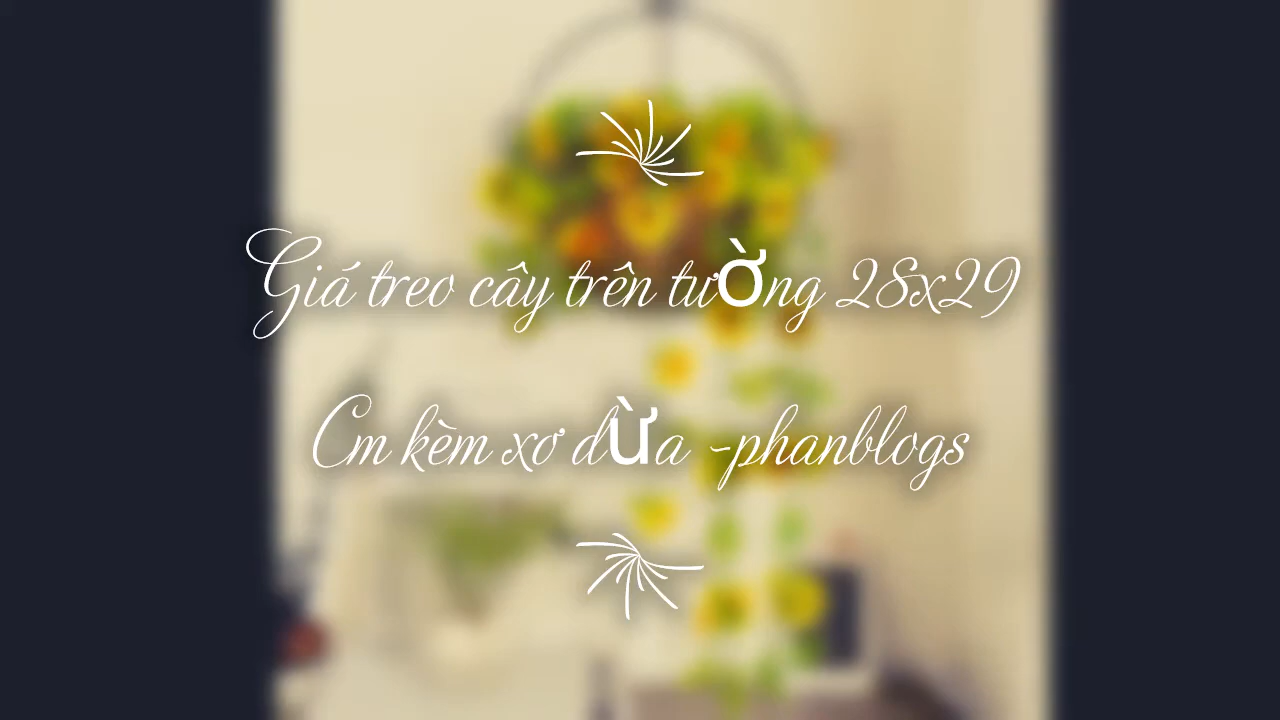 Giá treo cây trên tường 28x29
Cm kèm xơ dừa -phanblogs